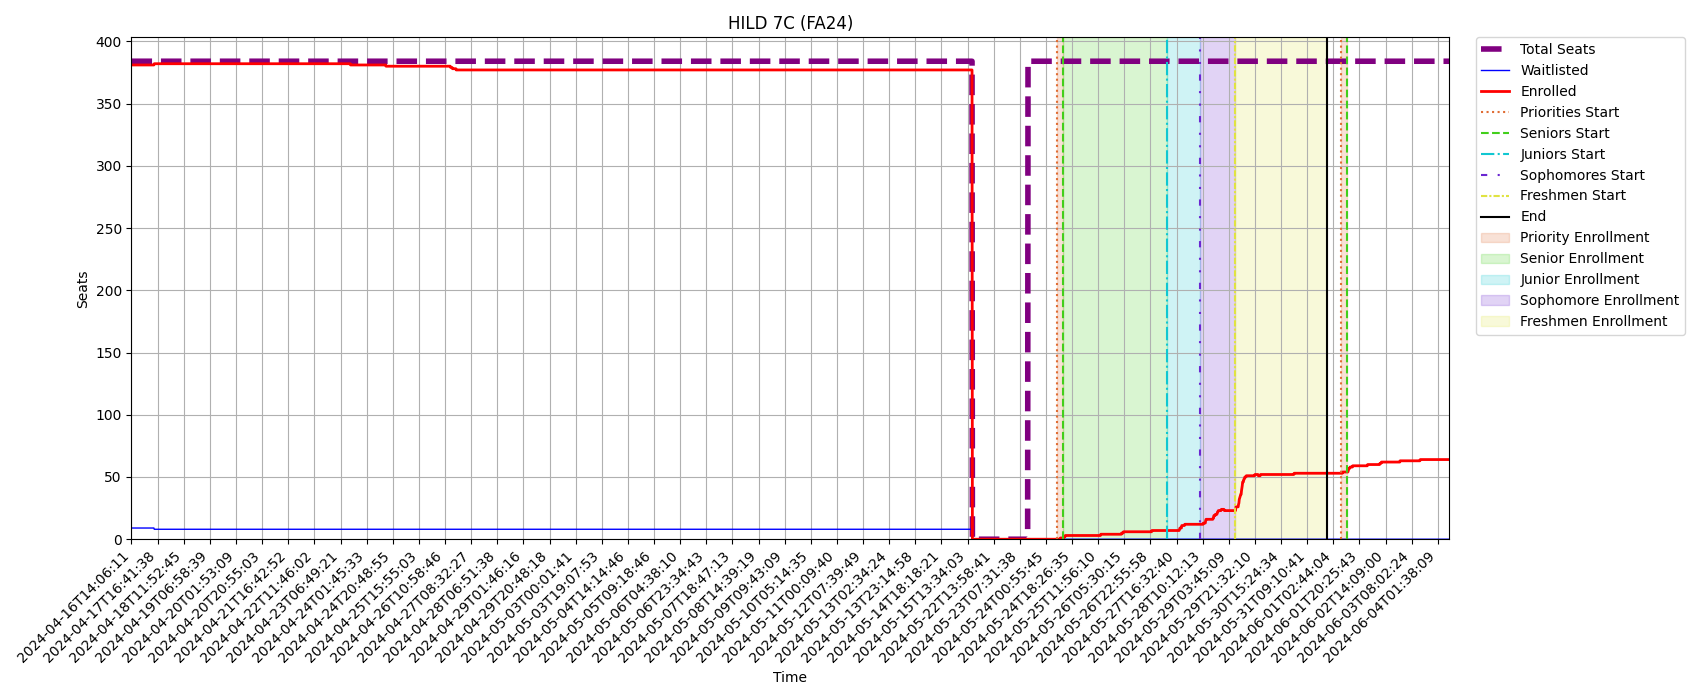 HILD 7C (FA24)
Seats
400
350
300
250
200
150
100
50
0
2024-04-16T14:06:11
2024-04-17T16:41:38
2024-04-18T11:52:45
2024-04-19T06:58:39
2024-04-20T01:53:09
2024-04-20T20:55:03
2024-04-21T16:42:52
2024-04-22T11:46:02
2024-04-23T06:49:21
2024-04-24T01:45:33
2024-04-24T20:48:55
2024-04-25T15:55:03
2024-04-26T10:58:46
2024-04-27T08:32:27
2024-04-28T06:51:38
2024-04-29T01:46:16
2024-04-29T20:48:18
2024-05-03T00:01:41
2024-05-03T19:07:53
2024-05-04T14:14:46
2024-05-05T09:18:46
2024-05-06T04:38:10
2024-05-06T23:34:43
2024-05-07T18:47:13
2024-05-08T14:39:19
2024-05-09T09:43:09
2024-05-10T05:14:35
2024-05-11T00:09:40
2024-05-12T07:39:49
2024-05-13T02:34:24
2024-05-13T23:14:58
2024-05-14T18:18:21
2024-05-15T13:34:03
2024-05-22T13:58:41
2024-05-23T07:31:38
2024-05-24T00:55:45
2024-05-24T18:26:35
2024-05-25T11:56:10
2024-05-26T05:30:15
2024-05-26T22:55:58
2024-05-27T16:32:40
2024-05-28T10:12:13
2024-05-29T03:45:09
2024-05-29T21:32:10
2024-05-30T15:24:34
2024-05-31T09:10:41
2024-06-01T02:44:04
2024-06-01T20:25:43
2024-06-02T14:09:00
2024-06-03T08:02:24
2024-06-04T01:38:09
Time
Total Seats
Waitlisted
Enrolled
Priorities Start
Seniors Start
Juniors Start
Sophomores Start
Freshmen Start
End
Priority Enrollment
Senior Enrollment
Junior Enrollment
Sophomore Enrollment
Freshmen Enrollment